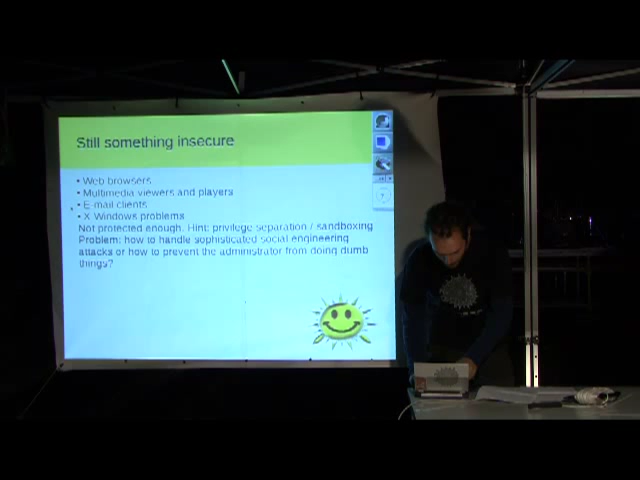 Still something insecure
• Web browsers
• Multimedia viewers and players
• E-mail clients
• X Windows problems
Not protected enough. Hint: privilege separation / sandboxing
Problem: how to handle sophisticated social engineering
attacks or how to prevent the administrator from doing dumb
things?